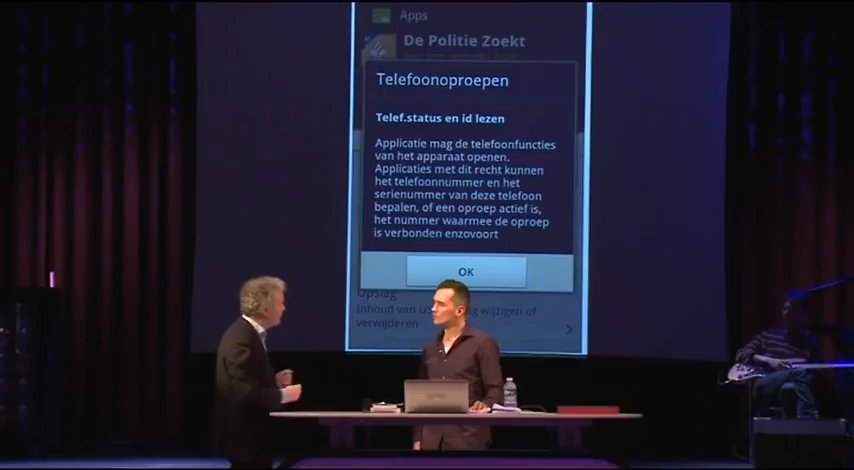 Apps
De Politie Zoekt
Telefoonoproepen
Telef.status en id lezen
Applicatie mag de telefoonfuncties
van het apparaat openen.
Applicaties met dit recht kunnen
het telefoonnummer en het
serienummer van deze telefoon
bepalen, of een oproep actief is,
het nummer waarmee de oproep
is verbonden enzovoort
OK
Opslag
Inhoud van wijzigen of
verwijderen